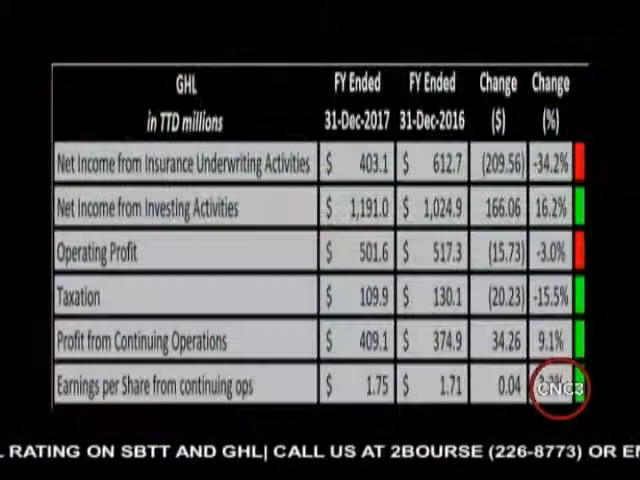 GHL FY Ended FY Ended Change Change
in TTD millions 31-Dec-2017 31-Dec-2016 ($) (%)
Net Income from Insurance Underwriting Activities $ 403.1 $ 612.7 (209.56) -34.2%
Net Income from Investing Activities $ 1,191.0 $ 1,024.9 166.06 16.2%
Operating Profit $ 501.6 $ 517.3 (15.73) -3.0%
Taxation $ 109.9 $ 130.1 (20.23) -15.5%
Profit from Continuing Operations $ 409.1 $ 374.9 34.26 9.1%
Earnings per Share from continuing ops $ 1.75 $ 1.71 0.04
CNC3
L RATING ON SBTT AND GHL| CALL US AT 2BOURSE (226-8773) OR